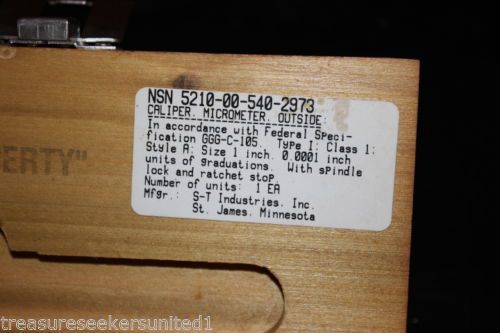 NSN 5210-00-540-2973
CALIPER, MICROMETER, OUTSIDE:
In accordance with Federal Speci-
fication GGG-C-105. Type I: Class 1:
Style A: Size 1 inch. 0.0001 inch
units of graduations. With spindle
lock and ratchet stop.
Number of units: 1 EA
Mfgr.: S-T Industries, Inc.
St. James, Minnesota
ERTY"
treasureseekersunited1